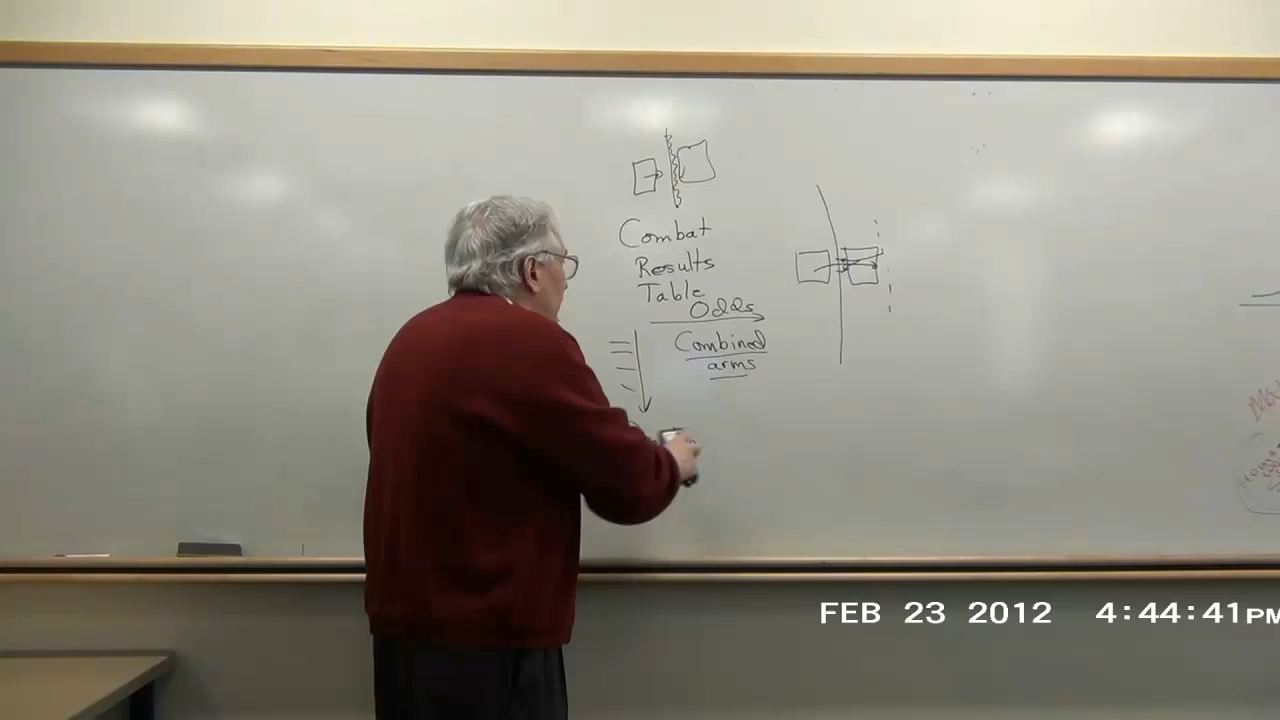 Combat
Results
Table
Odds
Combined
arms
FEB 23 2012 4:44:41PM